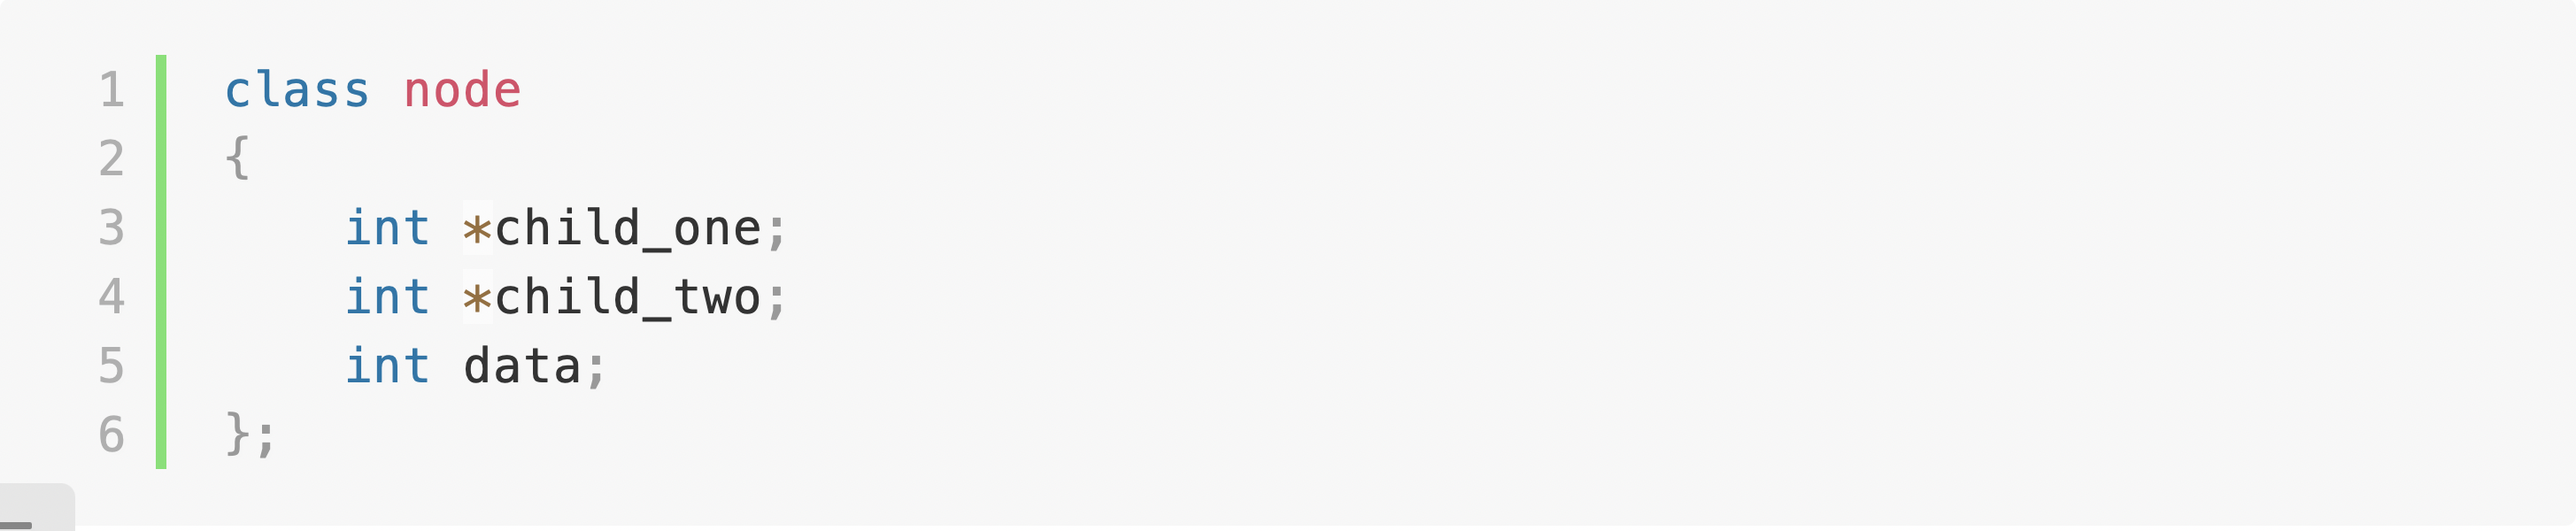 1 class node
2 {
3 int *child_one;
4 int *child_two;
5 int data;
6 };